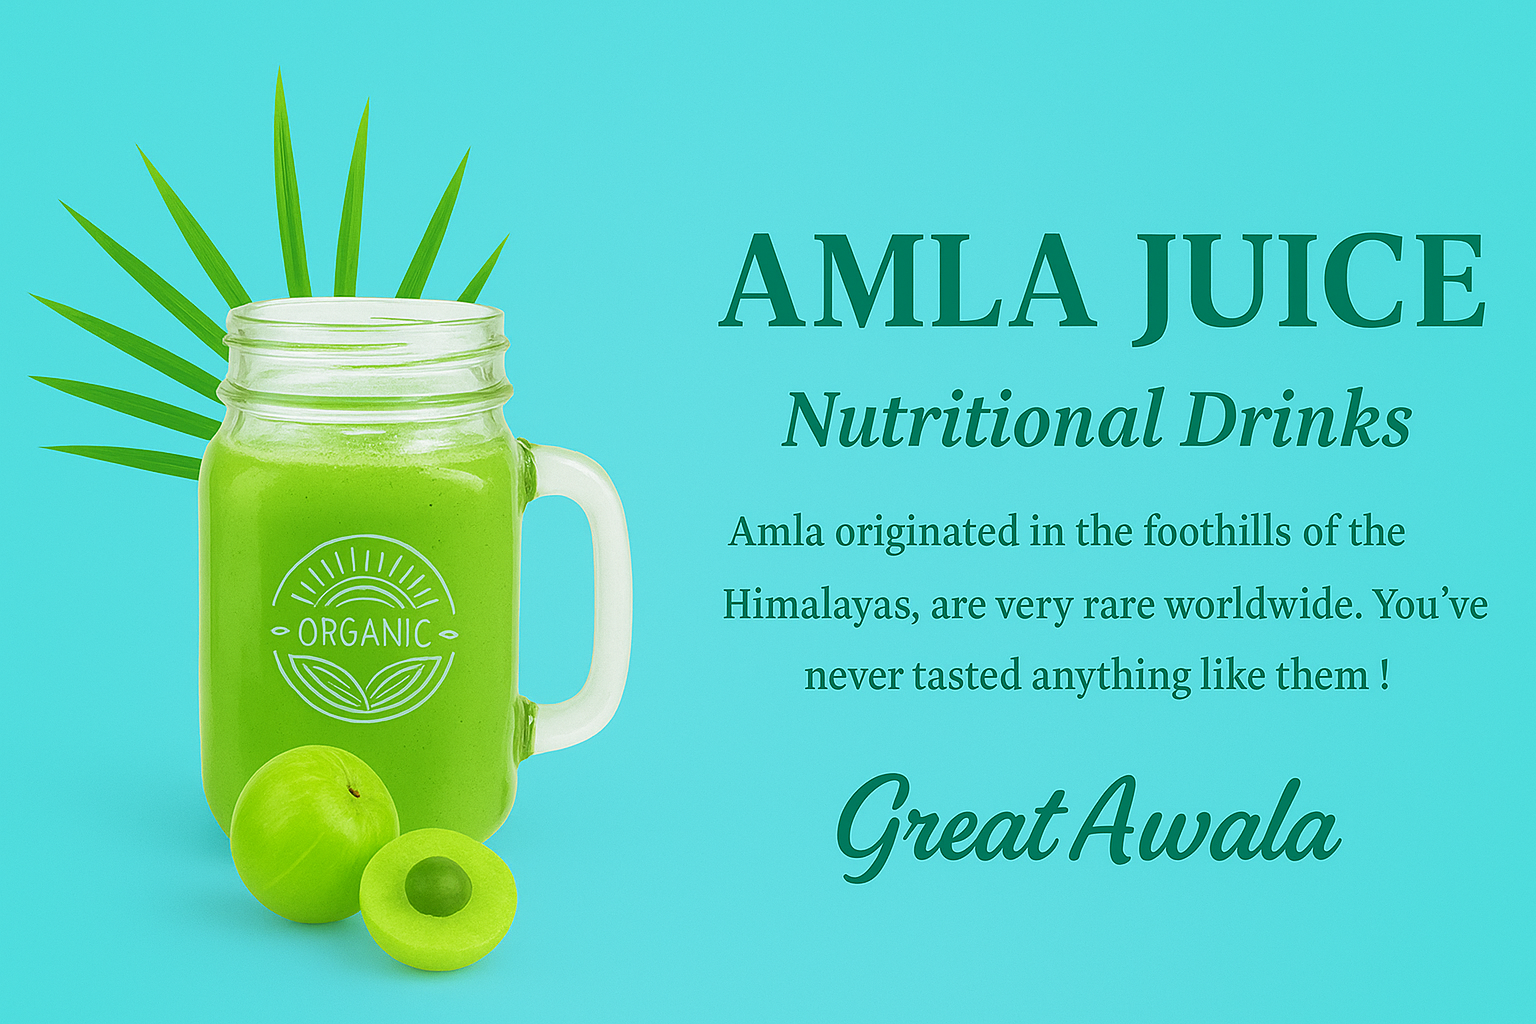 AMLA JUICE
Nutritional Drinks
Amla originated in the foothills of the
Himalayas, are very rare worldwide. You’ve
never tasted anything like them !
Great Awala
ORGANIC